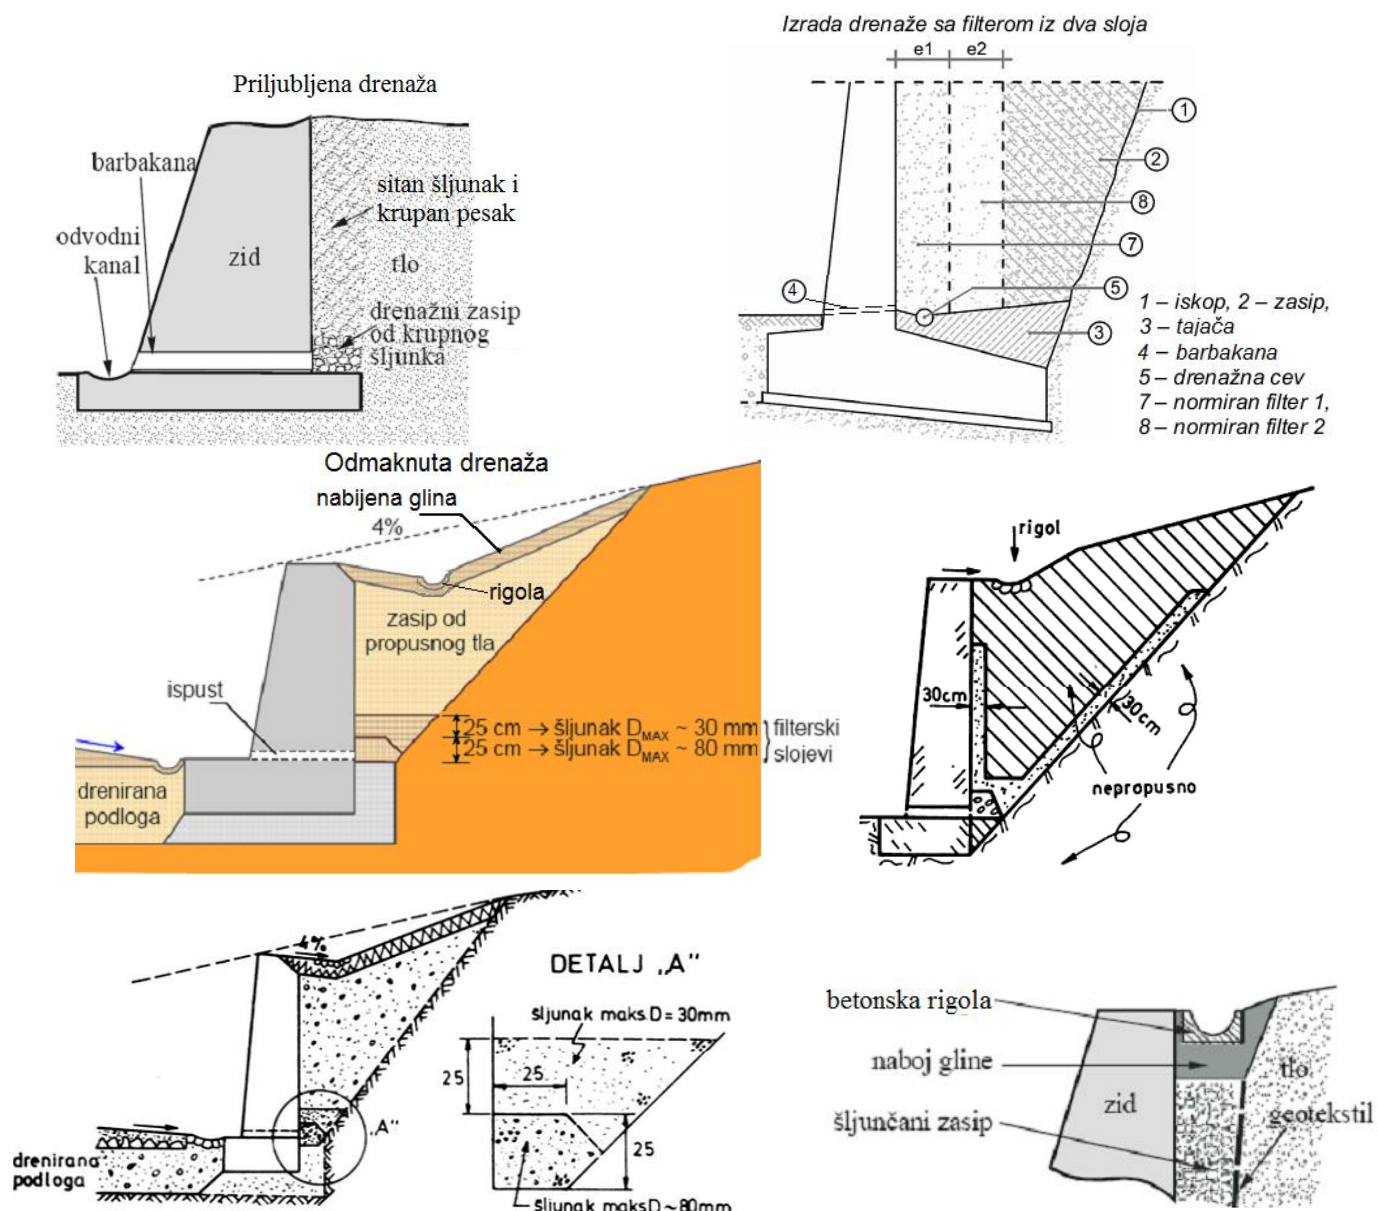 Izrada drenaže sa filterom iz dva sloja
e1 e2
Priljubljena drenaža
barbakana
sitan šljunak i
krupan pesak
odvodni
kanal
zid
tlo
drenažni zasip
od krupnog
šljunka
1
2
8
7
5
4
3
1 – iskop, 2 – zasip,
3 – tajača
4 – barbakana
5 – drenažna cev
7 – normiran filter 1,
8 – normiran filter 2
Odmaknuta drenaža
nabijena glina
4%
rigola
zasip od
propusnog tla
ispust
25 cm → šljunak DMAX ~ 30 mm
25 cm → šljunak DMAX ~ 80 mm
filterski
slojevi
drenirana
podloga
rigol
30cm
30cm
nepropusno
4%
"A"
drenirana
podloga
DETALJ „A"
šljunak maks.D = 30mm
25
25
25
šljunak maksD ~80mm
betonska rigola
naboj gline
tlo
zid
geotekstil
šljunčani zasip